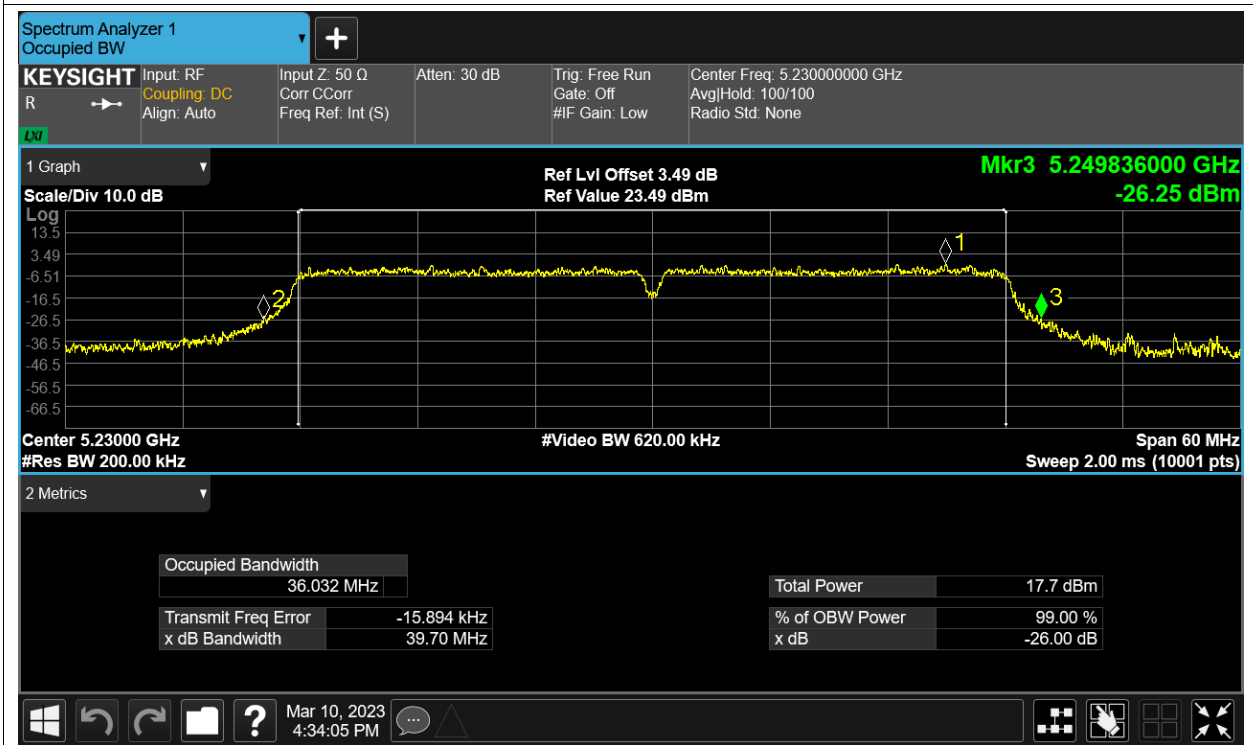 Spectrum Analyzer 1
Occupied BW
KEYSIGHT
R
LXI
Input: RF
Coupling: DC
Align: Auto
Input Z: 50 Ω
Corr CCorr
Freq Ref: Int (S)
Atten: 30 dB
Trig: Free Run
Gate: Off
#IF Gain: Low
Center Freq: 5.230000000 GHz
Avg|Hold: 100/100
Radio Std: None
1 Graph
Scale/Div 10.0 dB
Ref Lvl Offset 3.49 dB
Ref Value 23.49 dBm
Mkr3 5.249836000 GHz
-26.25 dBm
Log
13.5
3.49
-6.51
-16.5
-26.5
-36.5
-46.5
-56.5
-66.5
1
2
3
Center 5.23000 GHz
#Res BW 200.00 kHz
#Video BW 620.00 kHz
Span 60 MHz
Sweep 2.00 ms (10001 pts)
2 Metrics
Occupied Bandwidth
36.032 MHz
Transmit Freq Error -15.894 kHz
x dB Bandwidth 39.70 MHz
Total Power 17.7 dBm
% of OBW Power 99.00 %
x dB -26.00 dB
?
Mar 10, 2023
4:34:05 PM